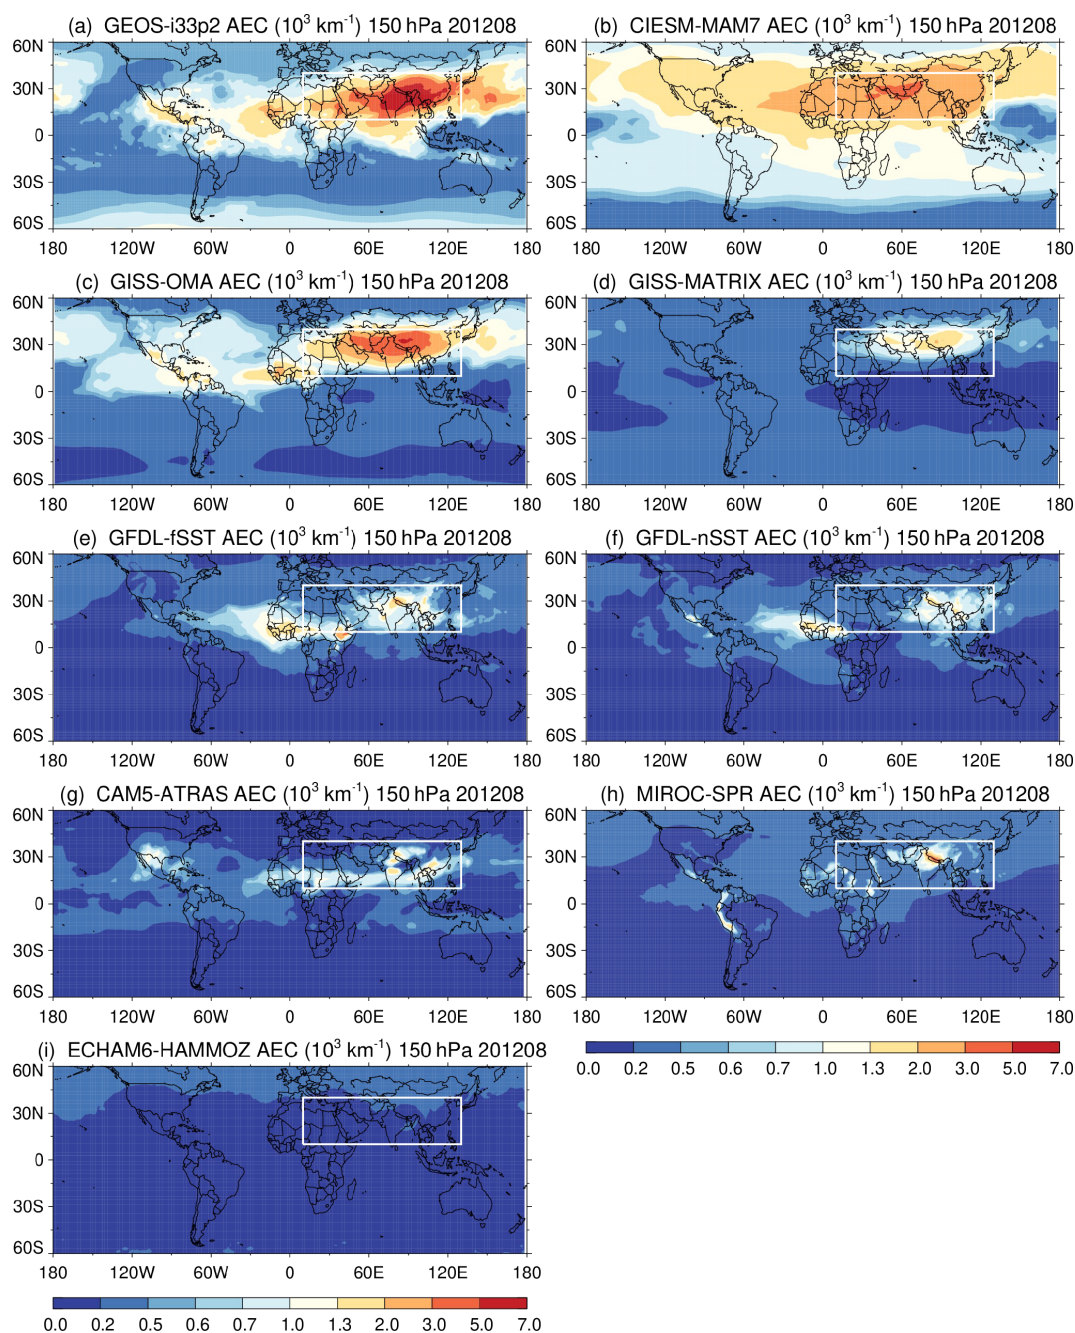 (a) GEOS-i33p2 AEC (10³ km⁻¹) 150 hPa 201208
60N
30N
0
30S
60S
180 120W 60W 0 60E 120E 180
(b) CIESM-MAM7 AEC (10³ km⁻¹) 150 hPa 201208
60N
30N
0
30S
60S
180 120W 60W 0 60E 120E 180
(c) GISS-OMA AEC (10³ km⁻¹) 150 hPa 201208
60N
30N
0
30S
60S
180 120W 60W 0 60E 120E 180
(d) GISS-MATRIX AEC (10³ km⁻¹) 150 hPa 201208
60N
30N
0
30S
60S
180 120W 60W 0 60E 120E 180
(e) GFDL-fSST AEC (10³ km⁻¹) 150 hPa 201208
60N
30N
0
30S
60S
180 120W 60W 0 60E 120E 180
(f) GFDL-nSST AEC (10³ km⁻¹) 150 hPa 201208
60N
30N
0
30S
60S
180 120W 60W 0 60E 120E 180
(g) CAM5-ATRAS AEC (10³ km⁻¹) 150 hPa 201208
60N
30N
0
30S
60S
180 120W 60W 0 60E 120E 180
(h) MIROC-SPR AEC (10³ km⁻¹) 150 hPa 201208
60N
30N
0
30S
60S
180 120W 60W 0 60E 120E 180
0.0 0.2 0.5 0.6 0.7 1.0 1.3 2.0 3.0 5.0 7.0
(i) ECHAM6-HAMMOZ AEC (10³ km⁻¹) 150 hPa 201208
60N
30N
0
30S
60S
180 120W 60W 0 60E 120E 180
0.0 0.2 0.5 0.6 0.7 1.0 1.3 2.0 3.0 5.0 7.0